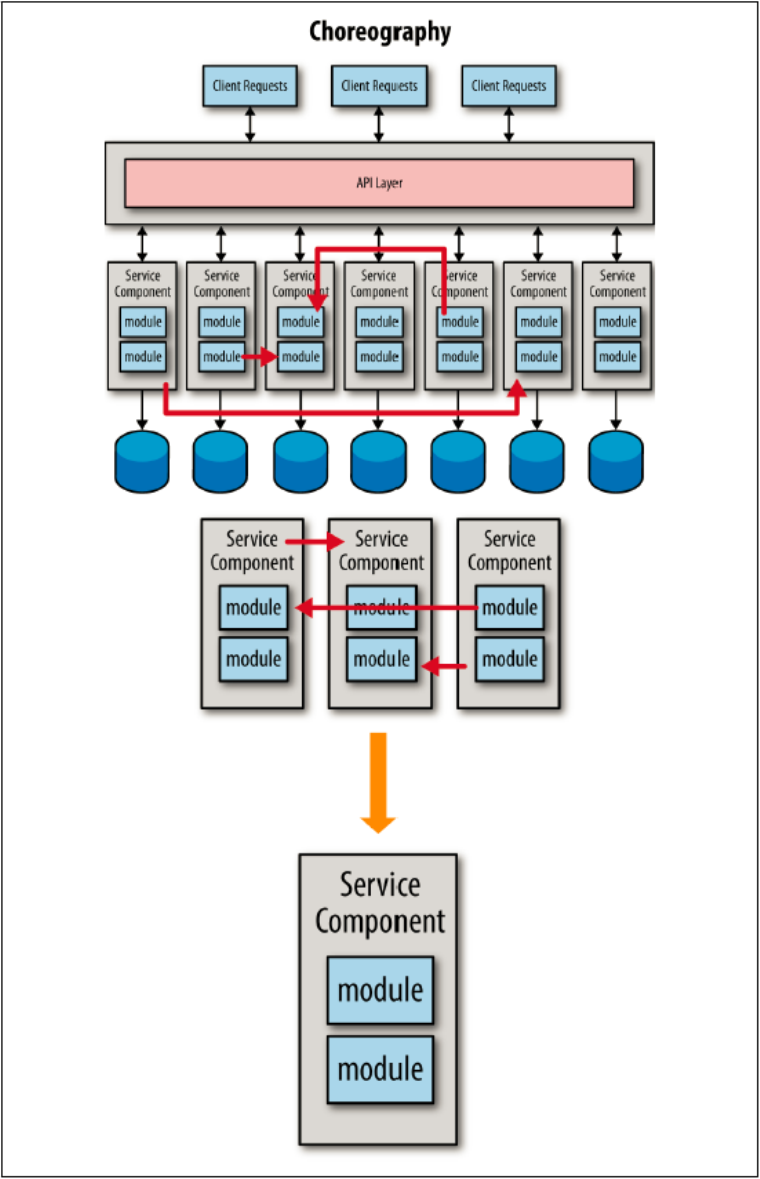 Choreography
Client Requests
Client Requests
Client Requests
API Layer
Service
Component
module
module
Service
Component
module
module
Service
Component
module
module
Service
Component
module
module
Service
Component
module
module
Service
Component
module
module
Service
Component
module
module
Service
Component
module
module
Service
Component
module
module
Service
Component
module
module
Service
Component
module
module